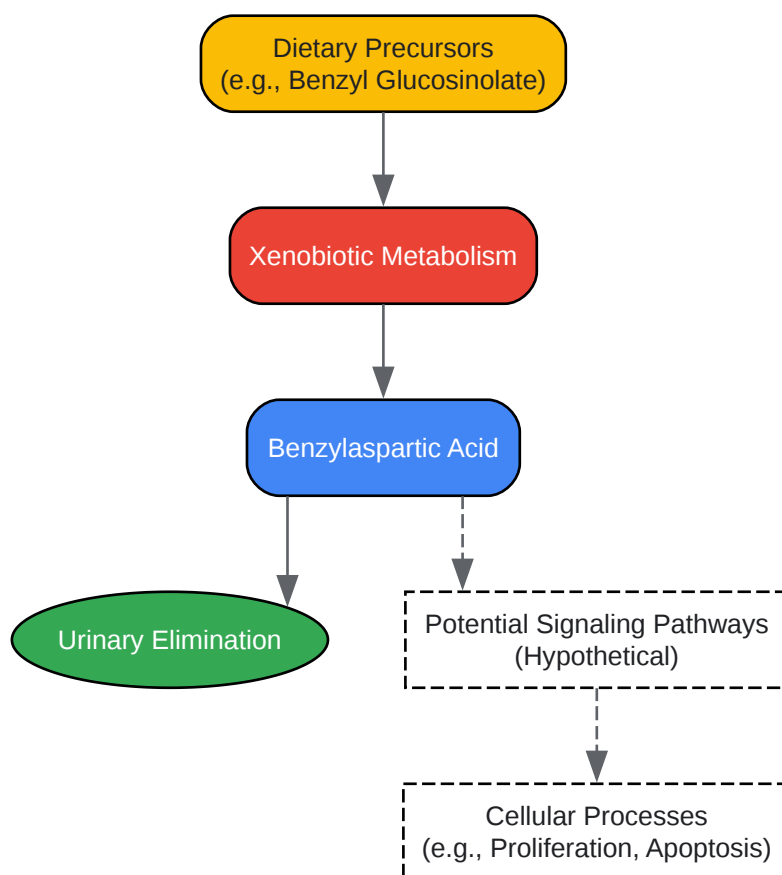 Dietary Precursors
(e.g., Benzyl Glucosinolate)
Xenobiotic Metabolism
Benzylaspartic Acid
Urinary Elimination
Potential Signaling Pathways
(Hypothetical)
Cellular Processes
(e.g., Proliferation, Apoptosis)